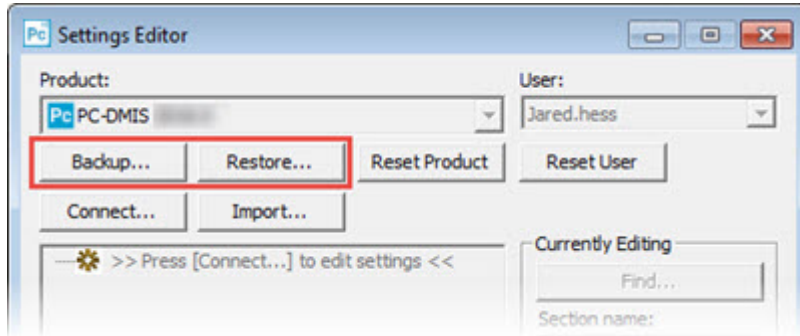 Pc Settings Editor
Product: User:
Pc PC-DMIS Jared.hess
Backup... Restore... Reset Product Reset User
Connect... Import...
>> Press [Connect...] to edit settings << Currently Editing
Find...
Section name: